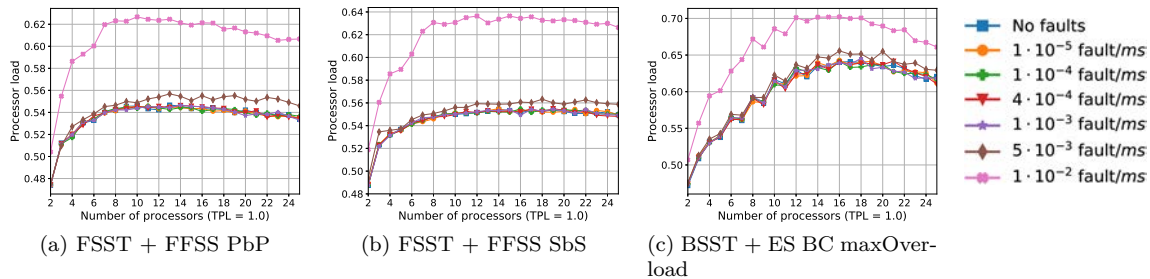 Processor load
0.62
0.60
0.58
0.56
0.54
0.52
0.50
0.48
2 4 6 8 10 12 14 16 18 20 22 24
Number of processors (TPL = 1.0)
(a) FSST + FFSS PbP
Processor load
0.64
0.62
0.60
0.58
0.56
0.54
0.52
0.50
0.48
2 4 6 8 10 12 14 16 18 20 22 24
Number of processors (TPL = 1.0)
(b) FSST + FFSS SbS
Processor load
0.70
0.65
0.60
0.55
0.50
2 4 6 8 10 12 14 16 18 20 22 24
Number of processors (TPL = 1.0)
(c) BSST + ES BC maxOver-
load
No faults
1 · 10⁻⁵ fault/ms
1 · 10⁻⁴ fault/ms
4 · 10⁻⁴ fault/ms
1 · 10⁻³ fault/ms
5 · 10⁻³ fault/ms
1 · 10⁻² fault/ms